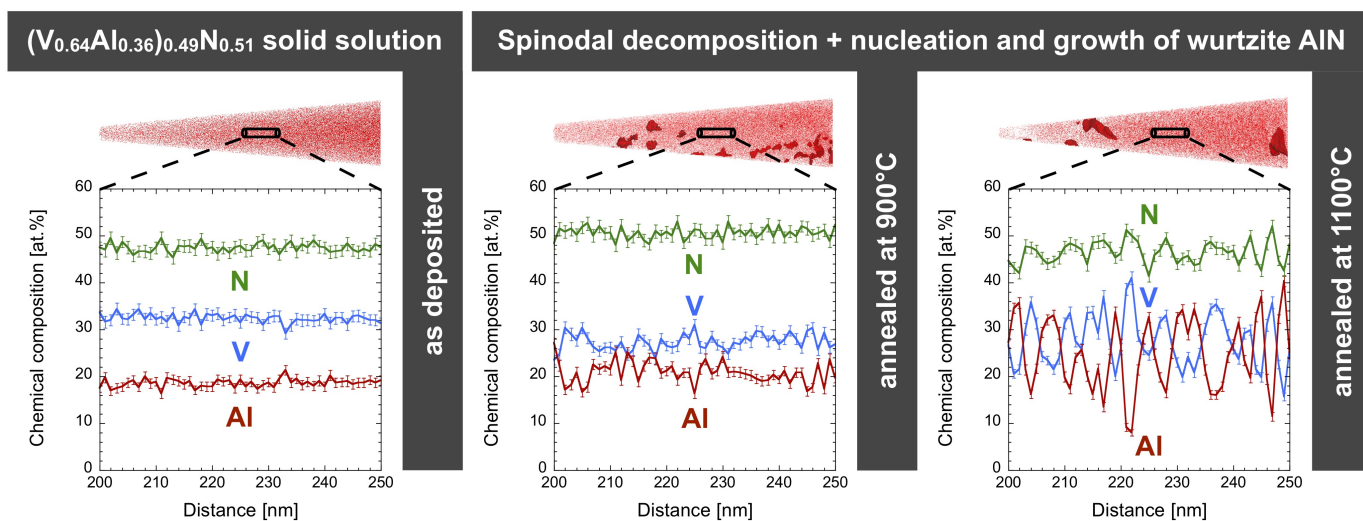 (V₀.₆₄Al₀.₃₆)₀.₄₉N₀.₅₁ solid solution
as deposited
60
50
40
30
20
10
0
Chemical composition [at.%]
N
V
Al
200 210 220 230 240 250
Distance [nm]
Spinodal decomposition + nucleation and growth of wurtzite AlN
annealed at 900°C
60
50
40
30
20
10
0
Chemical composition [at.%]
N
V
Al
200 210 220 230 240 250
Distance [nm]
annealed at 1100°C
60
50
40
30
20
10
0
Chemical composition [at.%]
N
V
Al
200 210 220 230 240 250
Distance [nm]